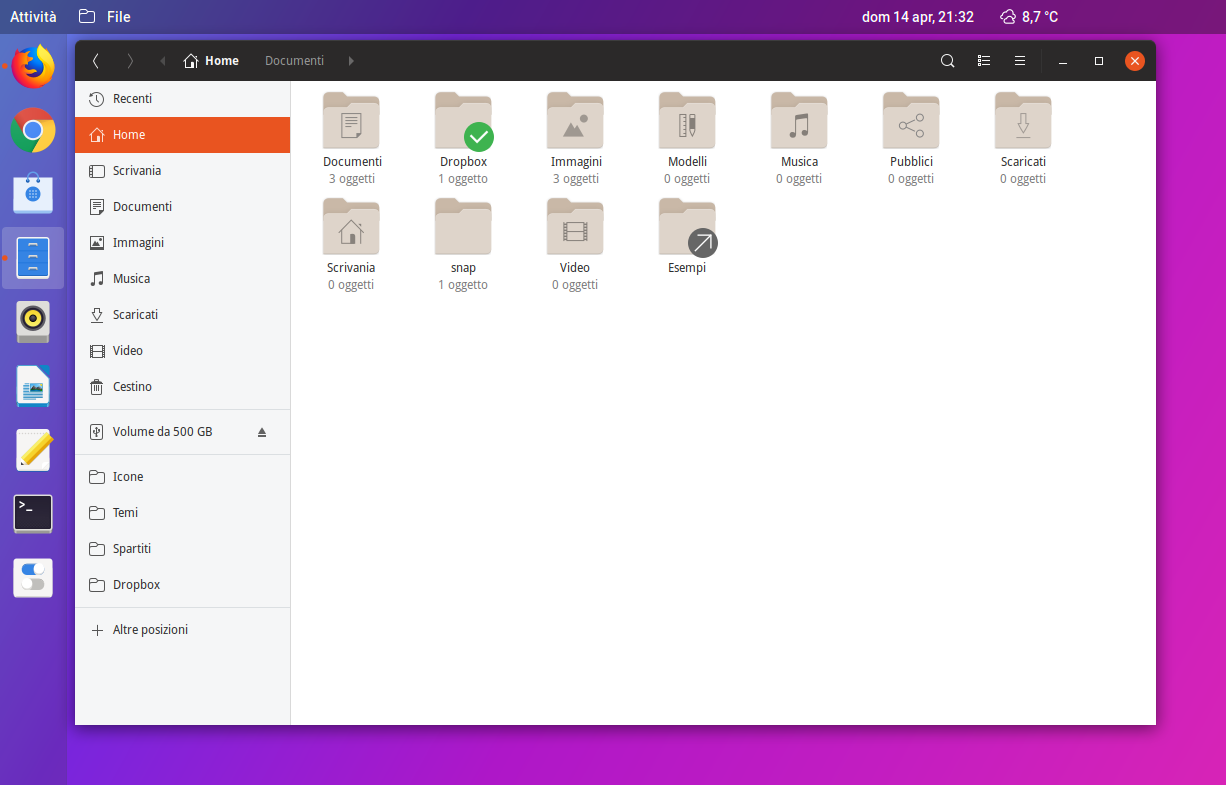 Attività File dom 14 apr, 21:32 8,7 °C
Home Documenti
Recenti
Home
Scrivania
Documenti
Immagini
Musica
Scaricati
Video
Cestino
Volume da 500 GB
Icone
Temi
Spartiti
Dropbox
Altre posizioni
Documenti Dropbox Immagini Modelli Musica Pubblici Scaricati
3 oggetti 1 oggetto 3 oggetti 0 oggetti 0 oggetti 0 oggetti 0 oggetti
Scrivania snap Video Esempi
0 oggetti 1 oggetto 0 oggetti
>_